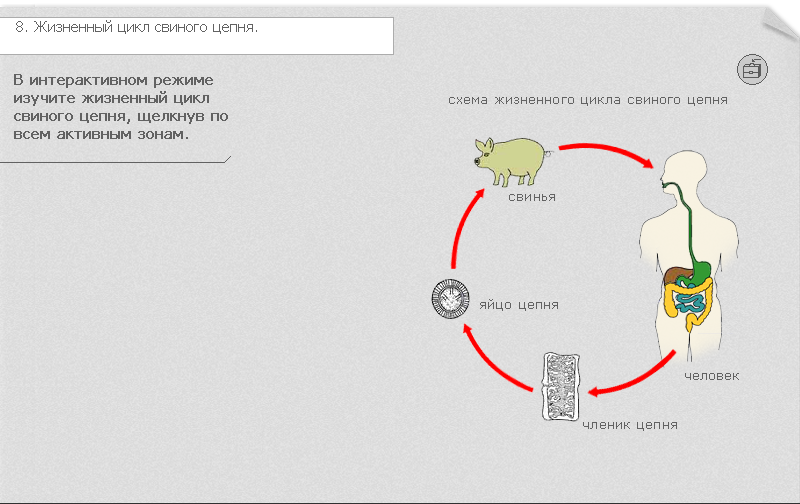 8. Жизненный цикл свиного цепня.
В интерактивном режиме
изучите жизненный цикл
свиного цепня, щелкнув по
всем активным зонам.
схема жизненного цикла свиного цепня
свинья
яйцо цепня
человек
членик цепня